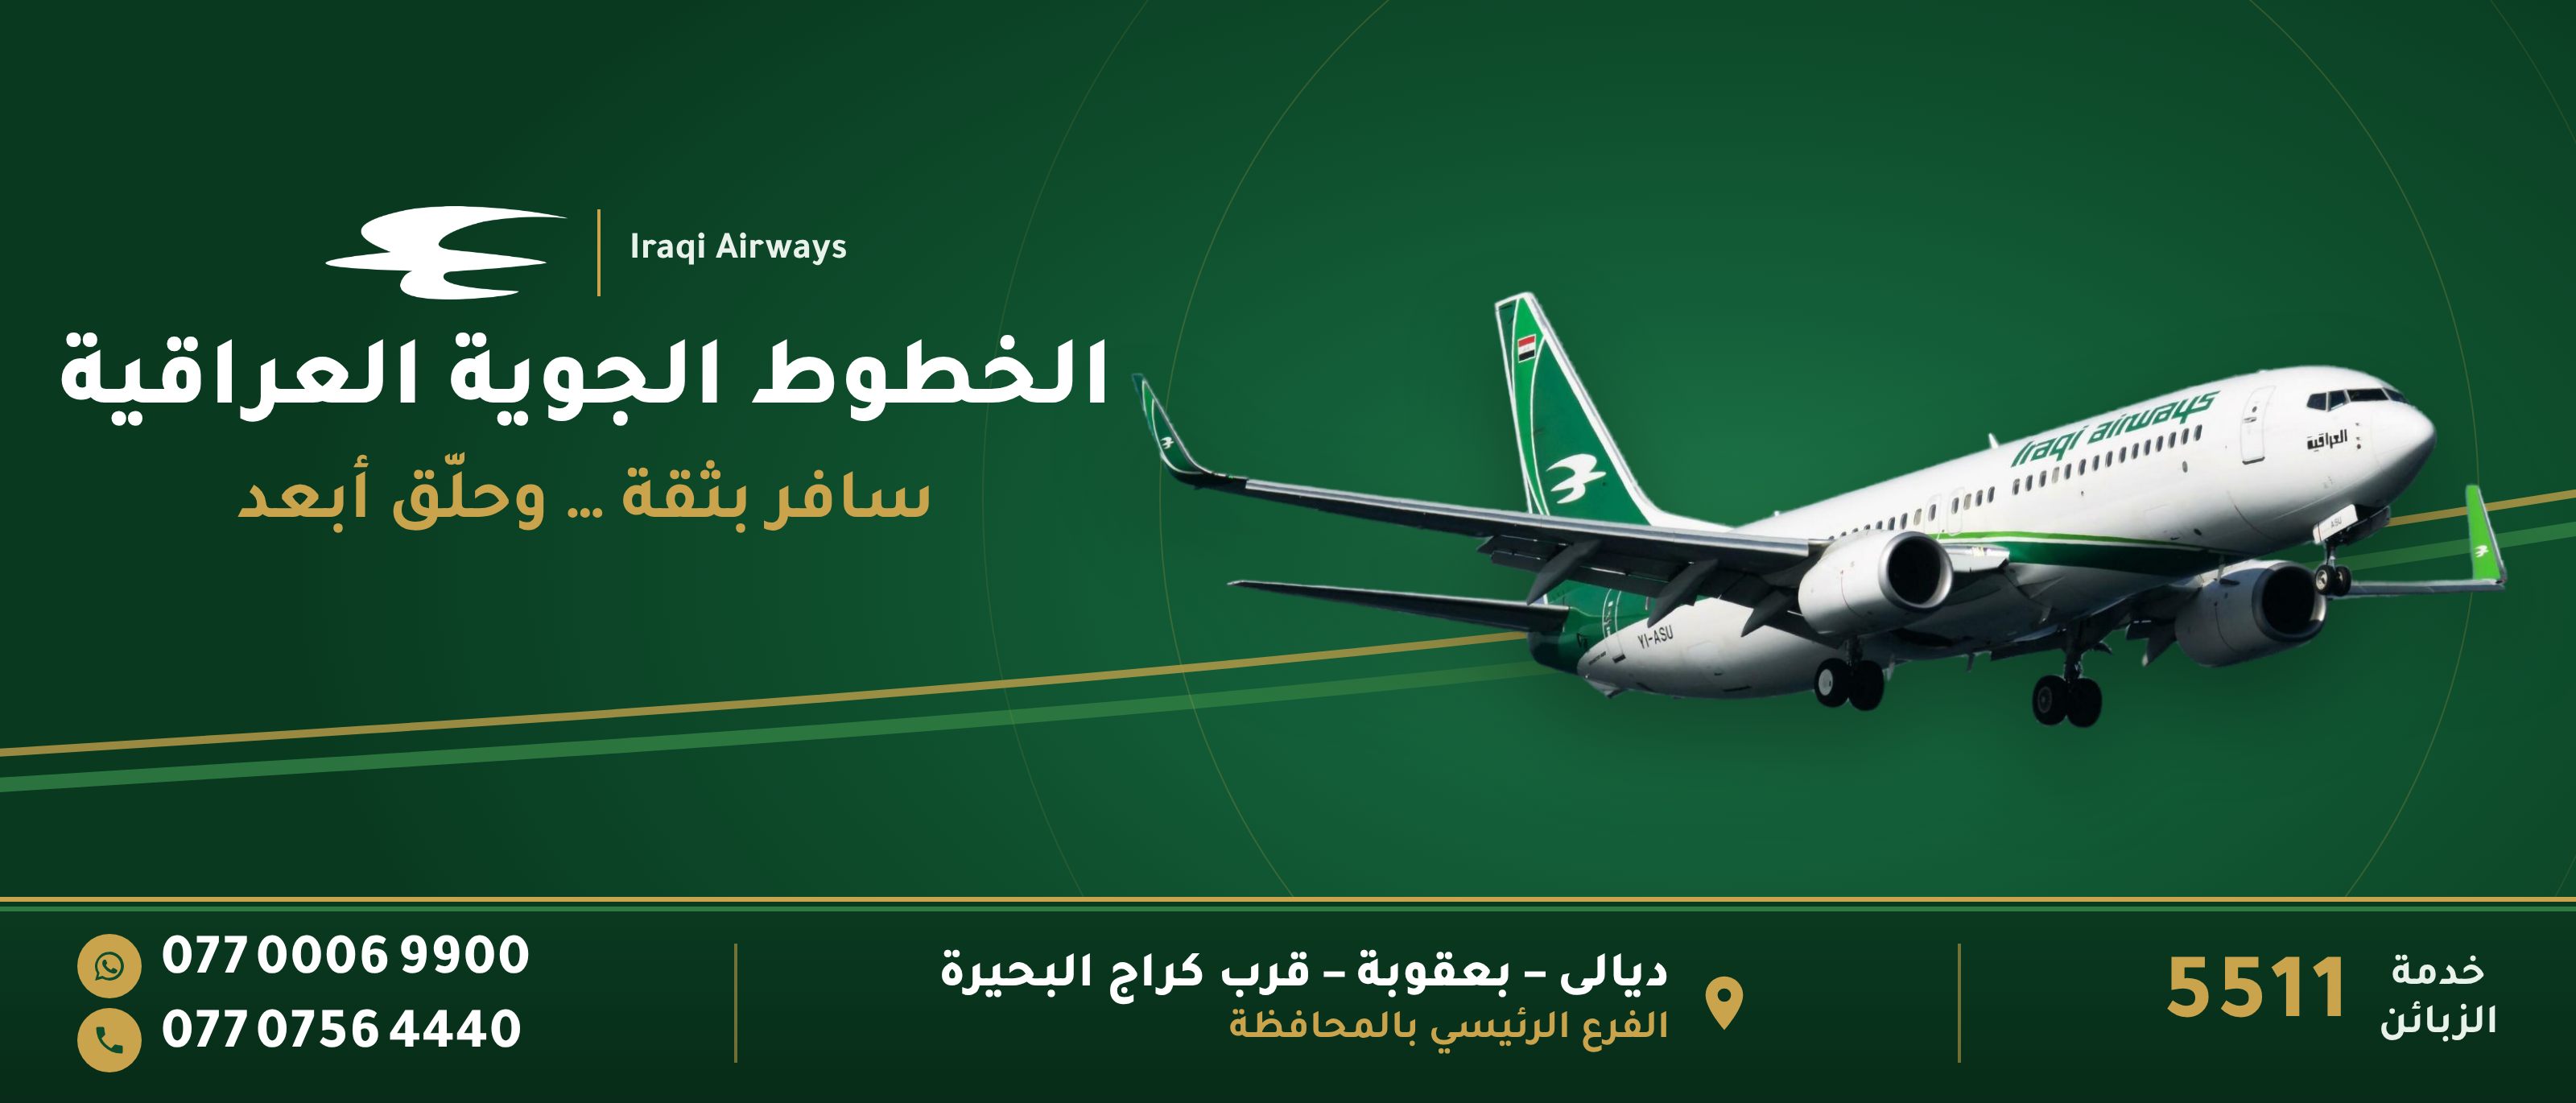 Iraqi Airways
الخطوط الجوية العراقية
سافر بثقة ... وحلّق أبعد
Iraqi airways
العراقية
ASU
YI-ASU
خدمة
الزبائن
5511
ديالى – بعقوبة – قرب كراج البحيرة
الفرع الرئيسي بالمحافظة
077 0006 9900
077 0756 4440